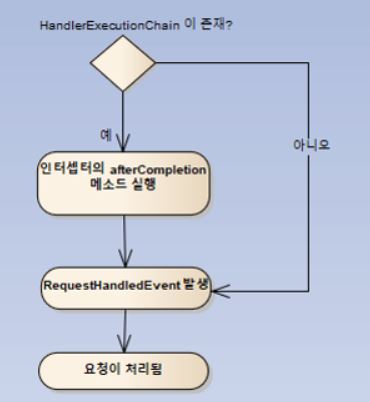 HandlerExecutionChain 이 존재?
예
아니오
인터셉터의 afterCompletion
메소드 실행
RequestHandledEvent 발생
요청이 처리됨